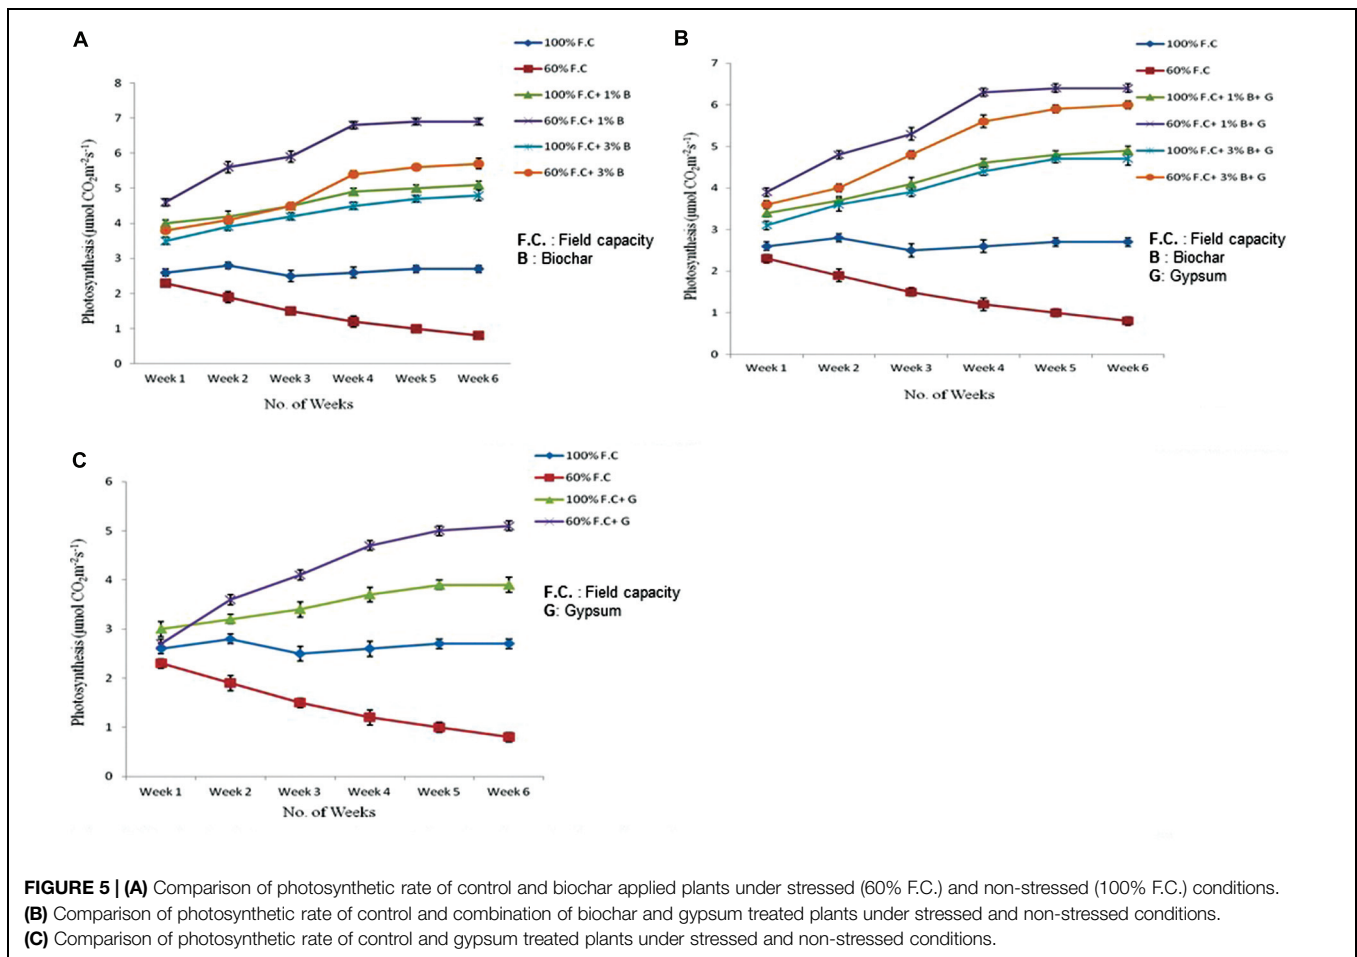 A
100% F.C
60% F.C
100% F.C+ 1% B
60% F.C+ 1% B
100% F.C+ 3% B
60% F.C+ 3% B
F.C. : Field capacity
B : Biochar
Photosynthesis (µmol CO2m-2s-1)
8
7
6
5
4
3
2
1
0
Week 1 Week 2 Week 3 Week 4 Week 5 Week 6
No. of Weeks
B
100% F.C
60% F.C
100% F.C+ 1% B+ G
60% F.C+ 1% B+ G
100% F.C+ 3% B+ G
60% F.C+ 3% B+ G
F.C. : Field capacity
B : Biochar
G: Gypsum
Photosynthesis (µmol CO2m-2s-1)
7
6
5
4
3
2
1
0
Week 1 Week 2 Week 3 Week 4 Week 5 Week 6
No. of Weeks
C
100% F.C
60% F.C
100% F.C+ G
60% F.C+ G
F.C. : Field capacity
G: Gypsum
Photosynthesis (µmol CO2m-2s-1)
6
5
4
3
2
1
0
Week 1 Week 2 Week 3 Week 4 Week 5 Week 6
No. of Weeks
FIGURE 5 | (A) Comparison of photosynthetic rate of control and biochar applied plants under stressed (60% F.C.) and non-stressed (100% F.C.) conditions.
(B) Comparison of photosynthetic rate of control and combination of biochar and gypsum treated plants under stressed and non-stressed conditions.
(C) Comparison of photosynthetic rate of control and gypsum treated plants under stressed and non-stressed conditions.